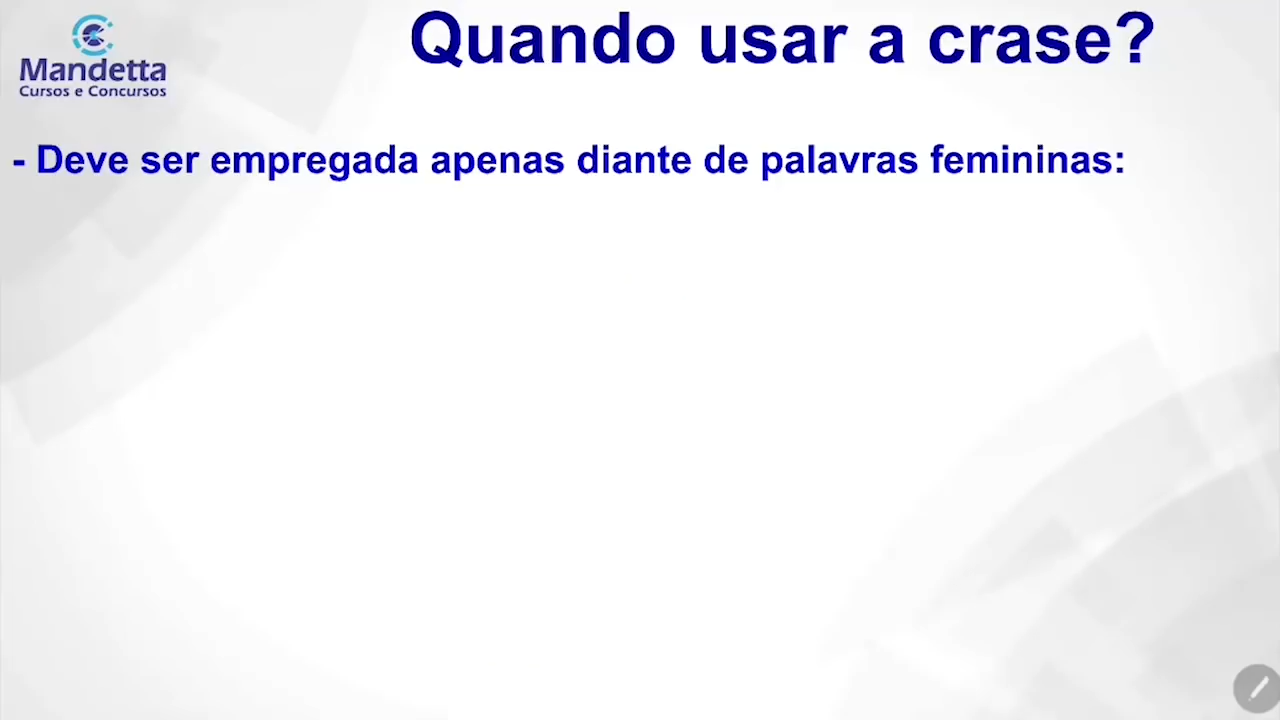 Mandetta
Cursos e Concursos
Quando usar a crase?
- Deve ser empregada apenas diante de palavras femininas: